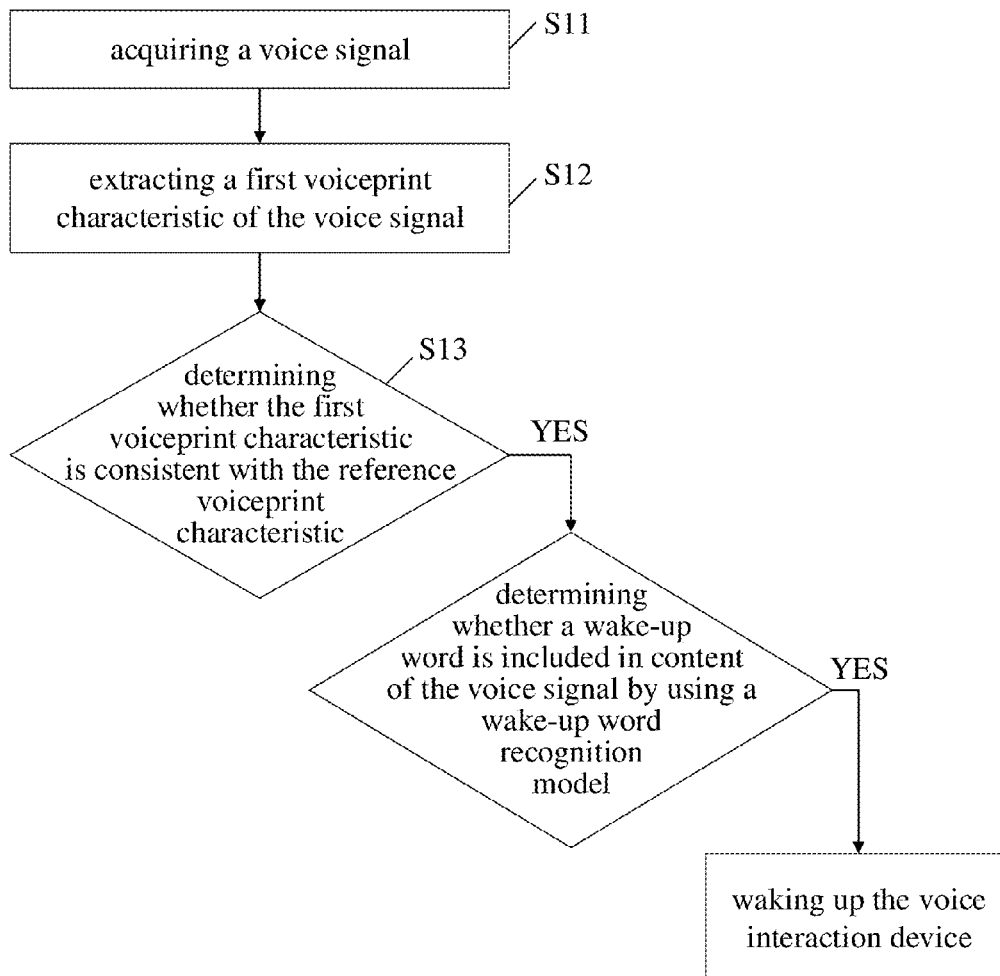 acquiring a voice signal
S11
extracting a first voiceprint
characteristic of the voice signal
S12
S13
determining
whether the first
voiceprint characteristic
is consistent with the reference
voiceprint
characteristic
YES
determining
whether a wake-up
word is included in content
of the voice signal by using a
wake-up word
recognition
model
YES
waking up the voice
interaction device